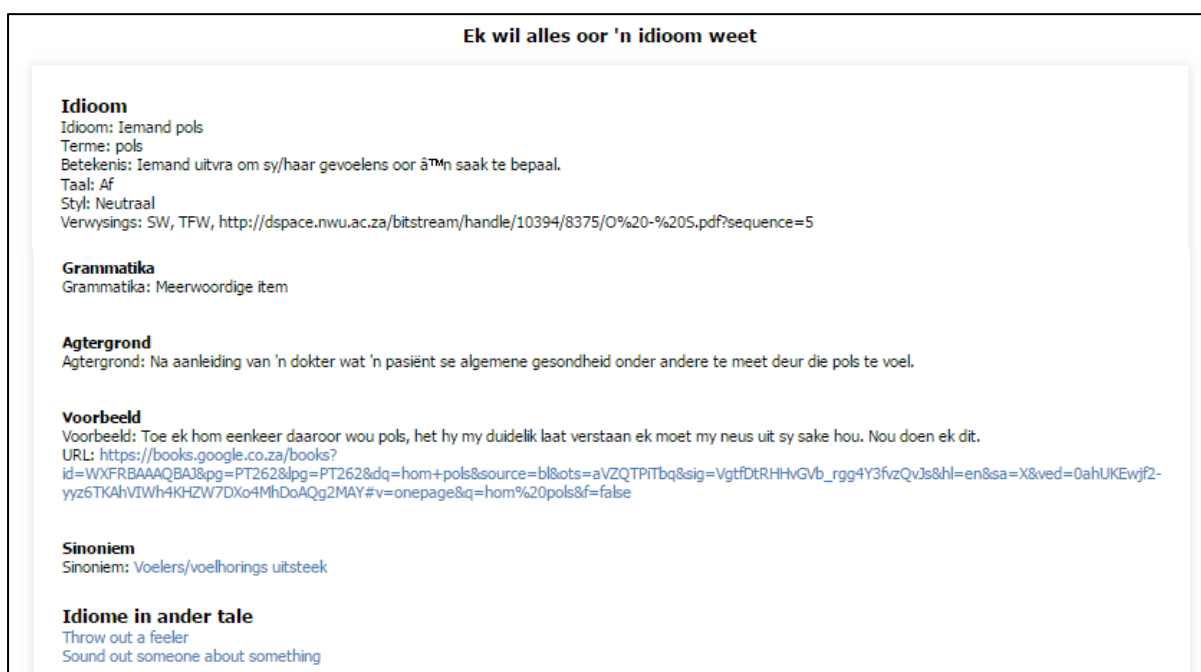 Ek wil alles oor 'n idioom weet
Idioom
Idioom: Iemand pols
Terme: pols
Betekenis: Iemand uitvra om sy/haar gevoelens oor â™n saak te bepaal.
Taal: Af
Styl: Neutraal
Verwysings: SW, TFW, http://dspace.nwu.ac.za/bitstream/handle/10394/8375/O%20-%20S.pdf?sequence=5
Grammatika
Grammatika: Meerwoordige item
Agtergrond
Agtergrond: Na aanleiding van 'n dokter wat 'n pasiënt se algemene gesondheid onder andere te meet deur die pols te voel.
Voorbeeld
Voorbeeld: Toe ek hom eenkeer daaroor wou pols, het hy my duidelik laat verstaan ek moet my neus uit sy sake hou. Nou doen ek dit.
URL: https://books.google.co.za/books?
id=WXFRBAAAQBAJ&pg=PT262&lpg=PT262&dq=hom+pols&source=bl&ots=aVZQTPiTbq&sig=VgtfDtRHHvGVb_rgg4Y3fvzQvJs&hl=en&sa=X&ved=0ahUKEwjf2-
yyz6TKAhVIWh4KHZW7DXo4MhDoAQg2MAY#v=onepage&q=hom%20pols&f=false
Sinoniem
Sinoniem: Voelers/voelhorings uitsteek
Idiome in ander tale
Throw out a feeler
Sound out someone about something